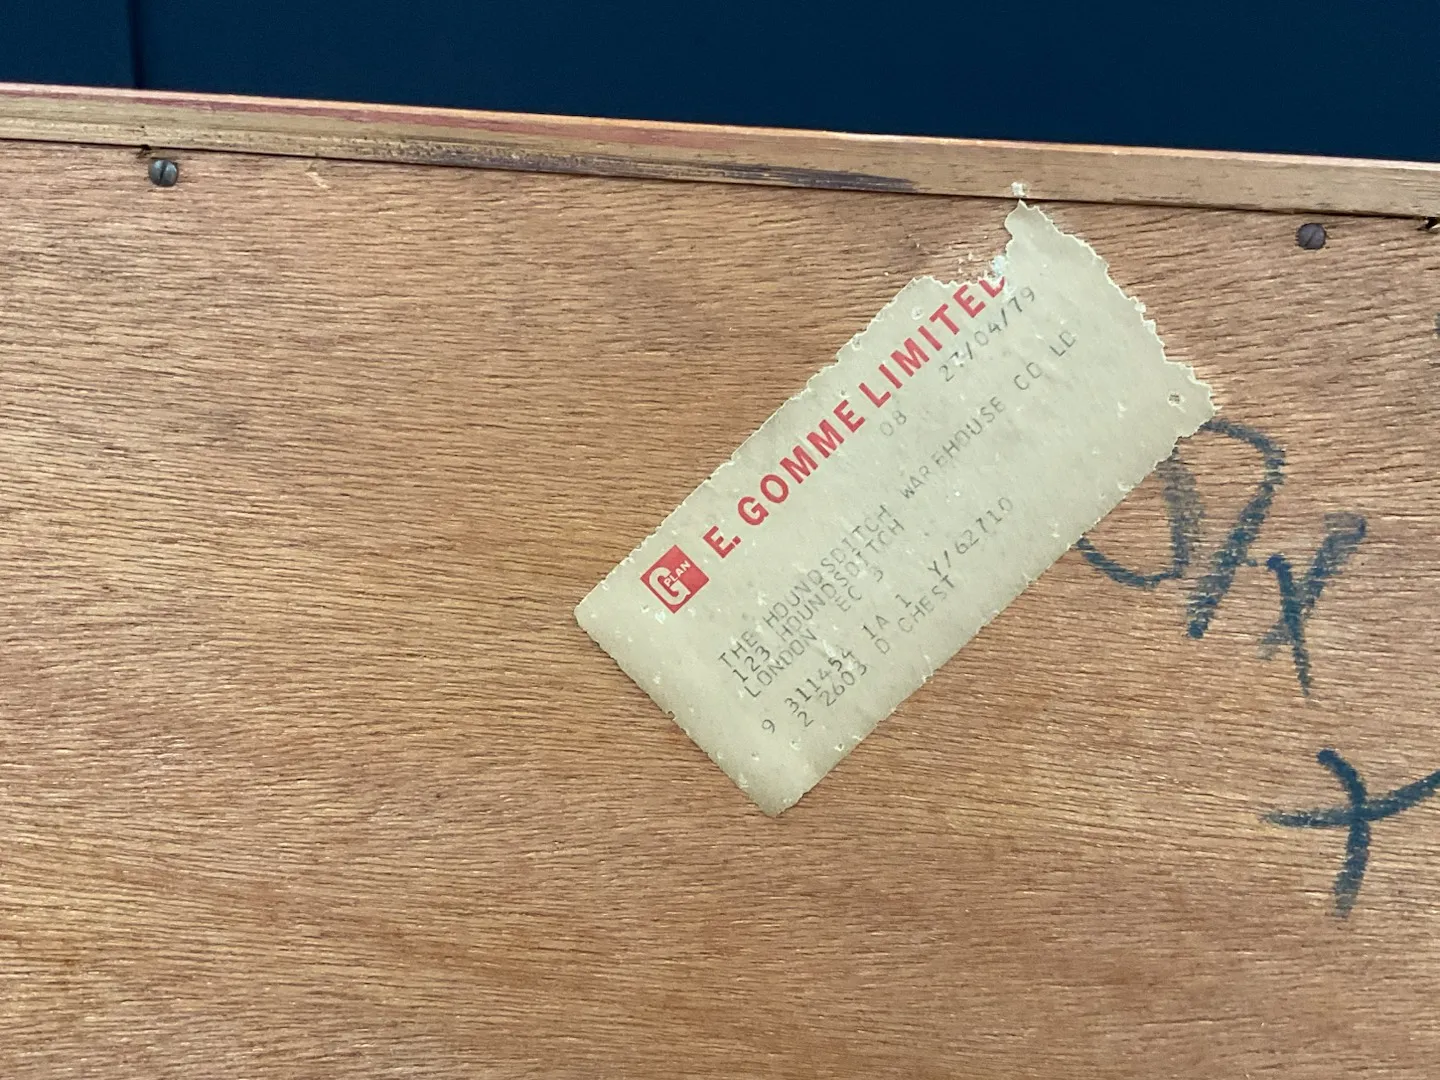 G PLAN
E. GOMME LIMITED
08 27/04/79
THE HOUNDSDITCH WAREHOUSE CO LD
123 HOUNDSDITCH
LONDON EC 3
9 311454 1A 1 Y/62710
2 2603 D CHEST